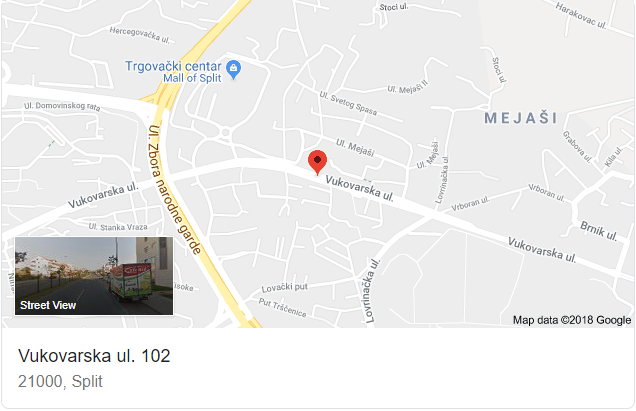 Stoci ul.
Harakovac ul.
Hercegovačka ul.
Trgovački centar
Mall of Split
Stoci ul.
Ul. Mejaši II
Ul. Domovinskog rata
Ul. Svetog Spasa
MEJAŠI
Ul. Zbora narodne garde
Ul. Mejaši
Ul. Mejaši
Grabova ul.
Kila ul.
Vukovarska ul.
Vukovarska ul.
Lovrinačka ul.
Vrboran ul.
Vrboran ul.
Ul. Stanka Vraza
Brnik ul.
Vukovarska ul.
Lovački put
Lovrinačka ul.
Put Trščenice
Street View
Map data ©2018 Google
Vukovarska ul. 102
21000, Split